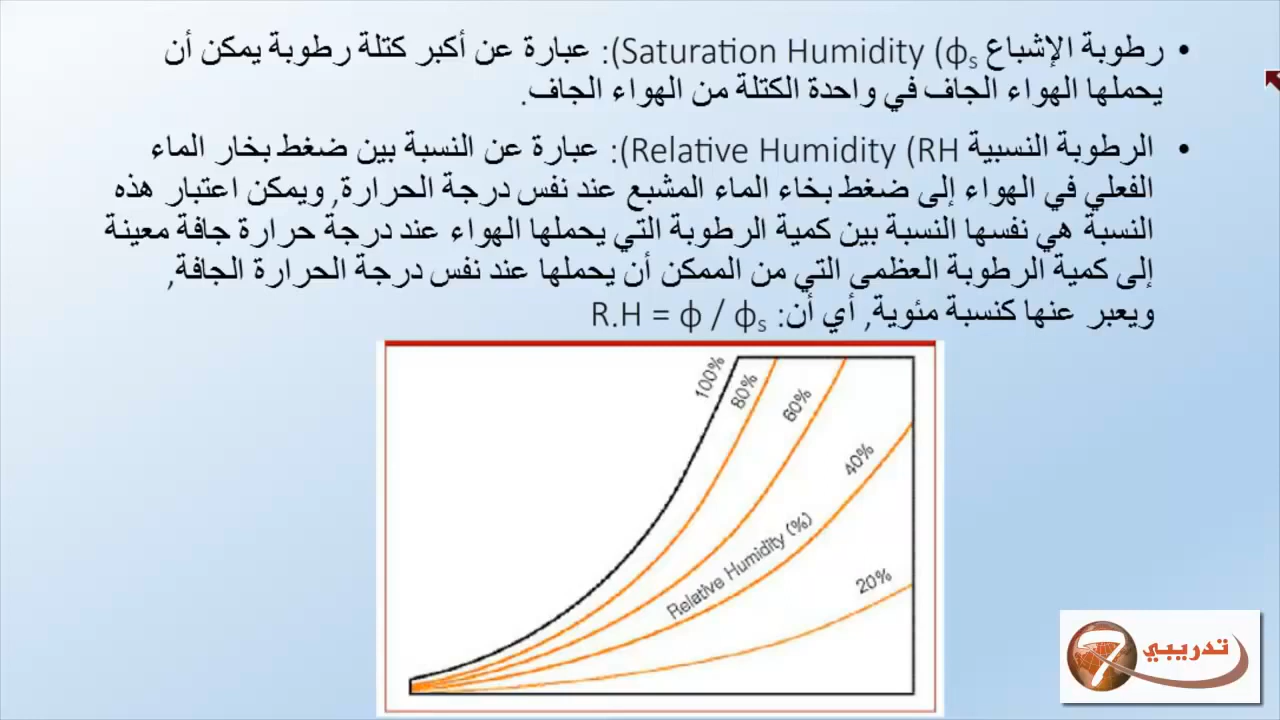 • رطوبة الإشباع Saturation Humidity (ϕs): عبارة عن أكبر كتلة رطوبة يمكن أن
يحملها الهواء الجاف في واحدة الكتلة من الهواء الجاف.
• الرطوبة النسبية Relative Humidity (RH): عبارة عن النسبة بين ضغط بخار الماء
الفعلي في الهواء إلى ضغط بخاء الماء المشبع عند نفس درجة الحرارة, ويمكن اعتبار هذه
النسبة هي نفسها النسبة بين كمية الرطوبة التي يحملها الهواء عند درجة حرارة جافة معينة
إلى كمية الرطوبة العظمى التي من الممكن أن يحملها عند نفس درجة الحرارة الجافة,
ويعبر عنها كنسبة مئوية, أي أن: R.H = ϕ / ϕs
100%
80%
60%
40%
Relative Humidity (%)
20%
تدريبي